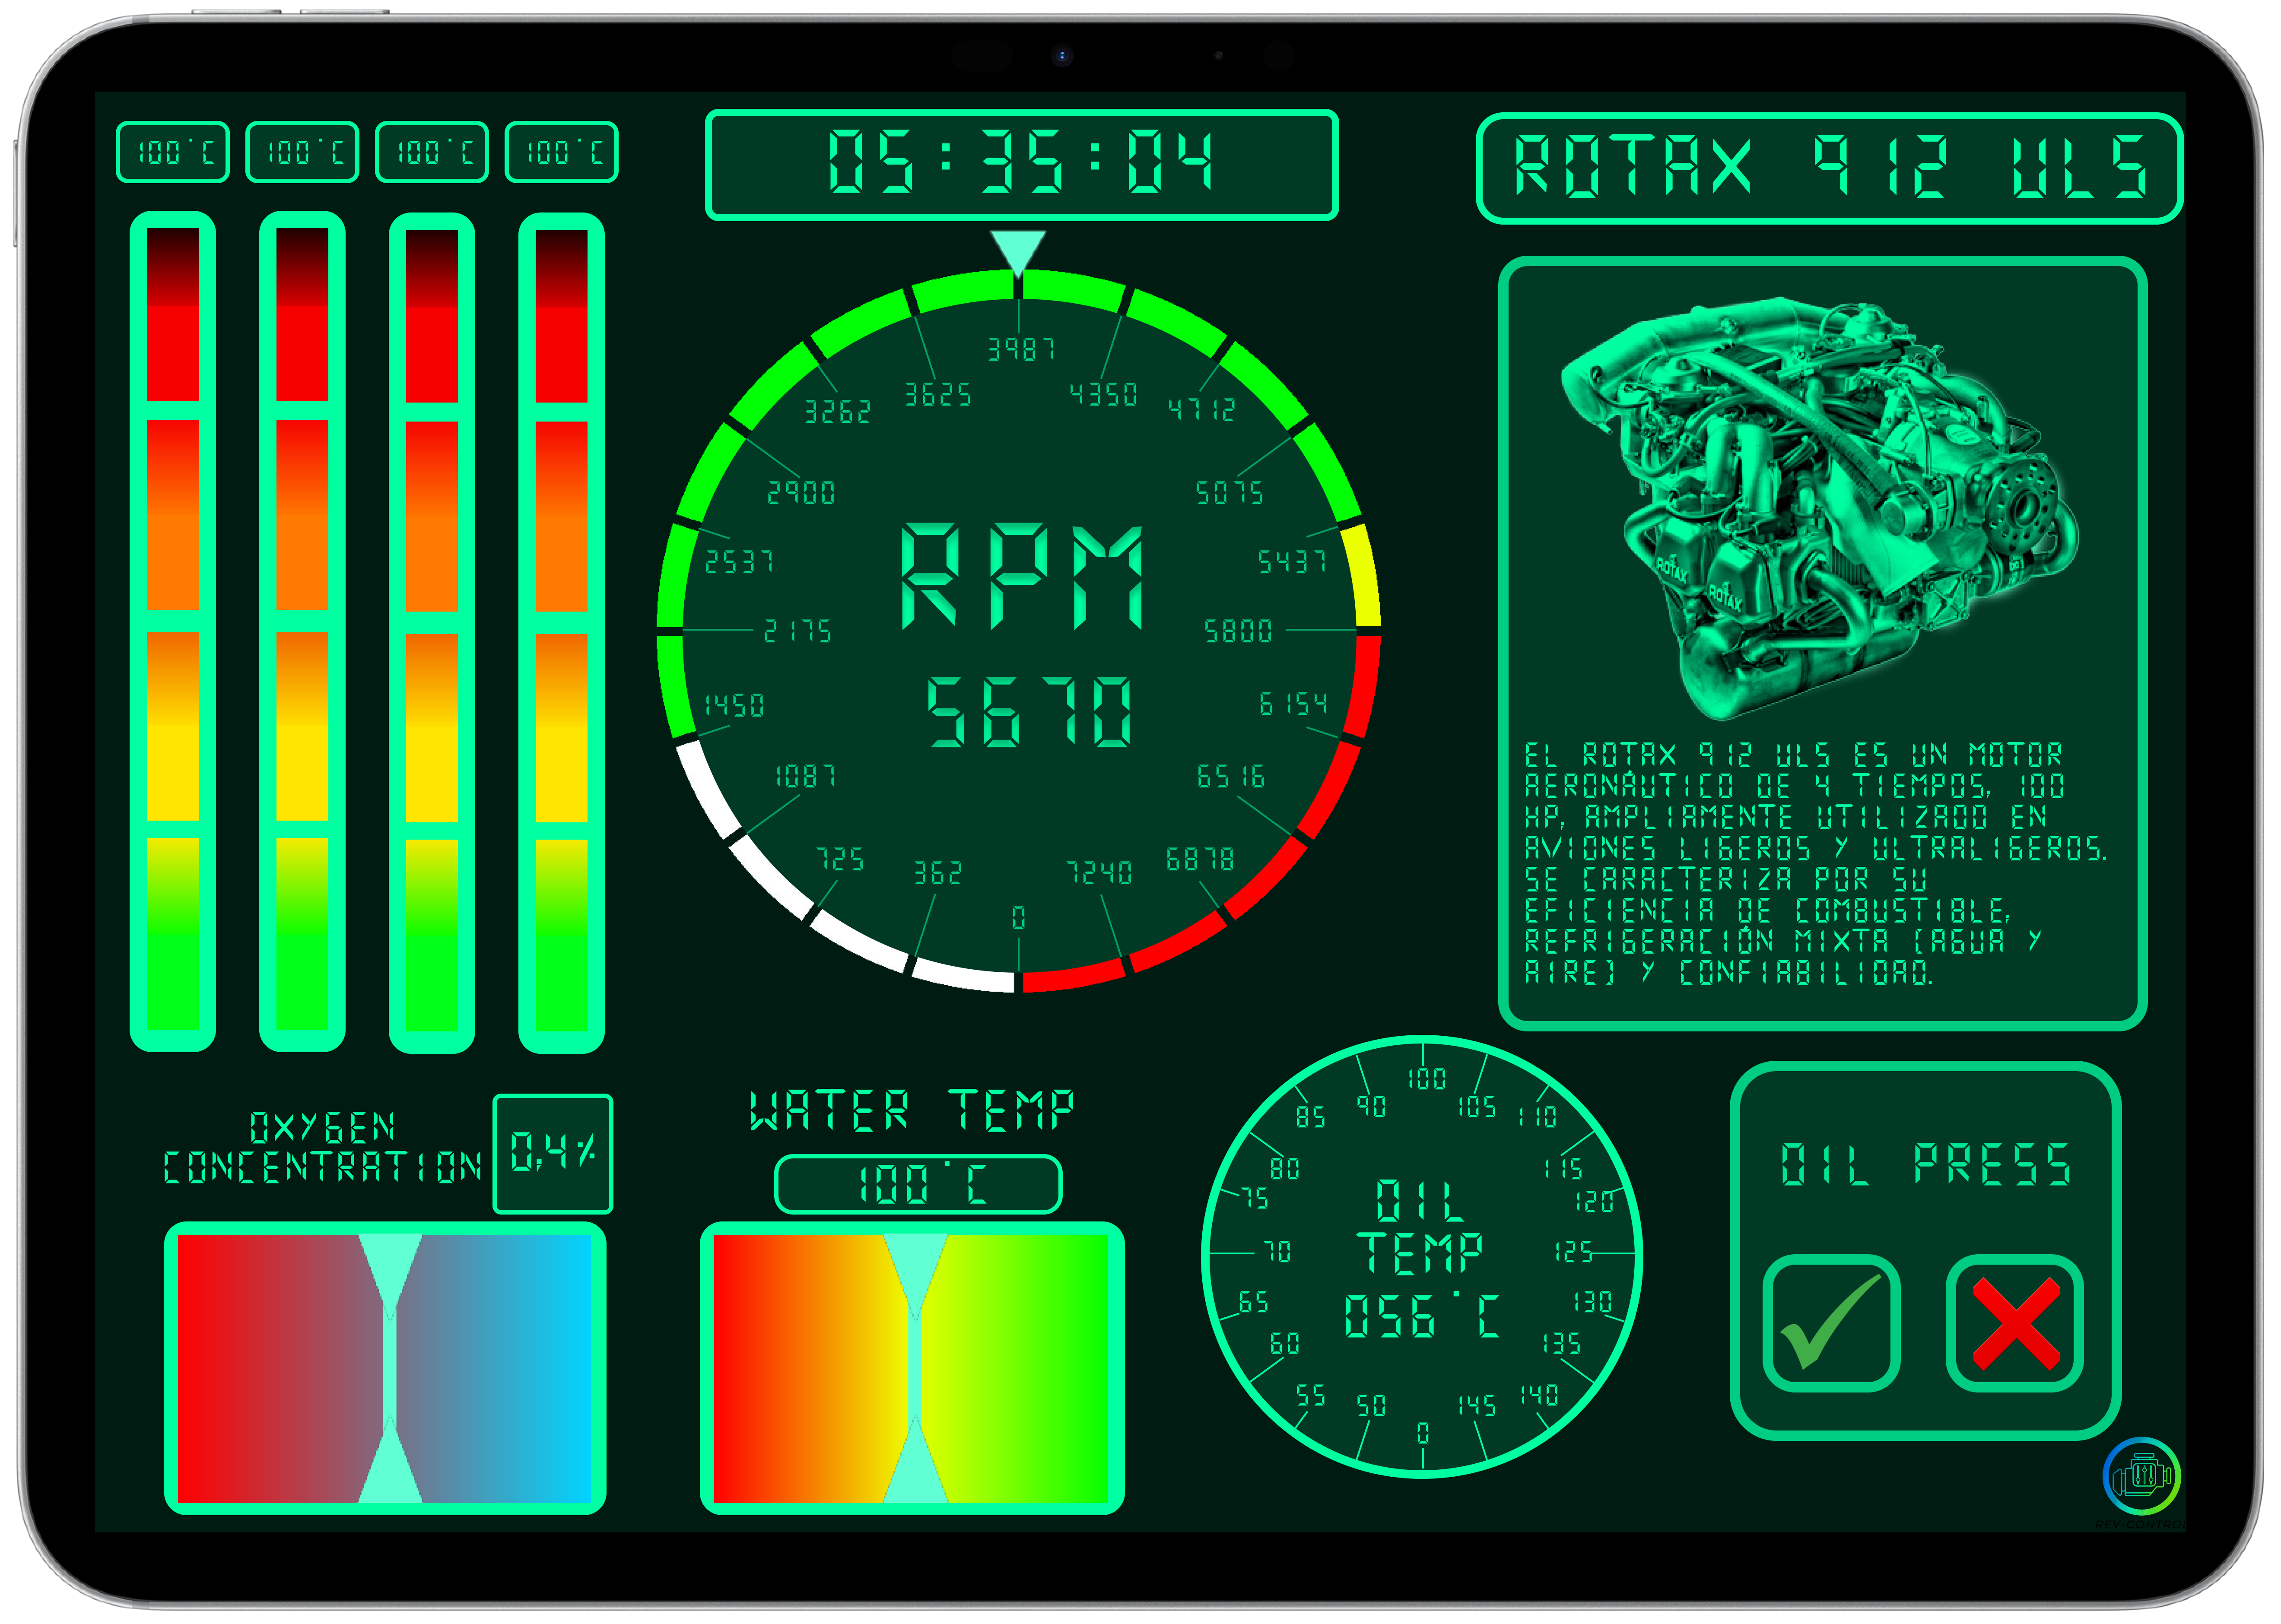 100°C 100°C 100°C 100°C
05:35:04
ROTAX 912 ULS
3987
3625
4350
3262
4712
2900
5075
2537
5437
2175
5800
1450
6154
1087
6516
725
6878
362
7240
0
RPM
5670
ROTAX
ROTAX
EL ROTAX 912 ULS ES UN MOTOR
AERONÁUTICO DE 4 TIEMPOS, 100
HP, AMPLIAMENTE UTILIZADO EN
AVIONES LIGEROS Y ULTRALIGEROS.
SE CARACTERIZA POR SU
EFICIENCIA DE COMBUSTIBLE,
REFRIGERACIÓN MIXTA (AGUA Y
AIRE) Y CONFIABILIDAD.
OXYGEN
CONCENTRATION
0,4%
WATER TEMP
100°C
100
90
105
85
110
80
115
75
120
70
125
65
130
60
135
55
140
50
145
0
OIL
TEMP
056°C
OIL PRESS
REV-CONTROL